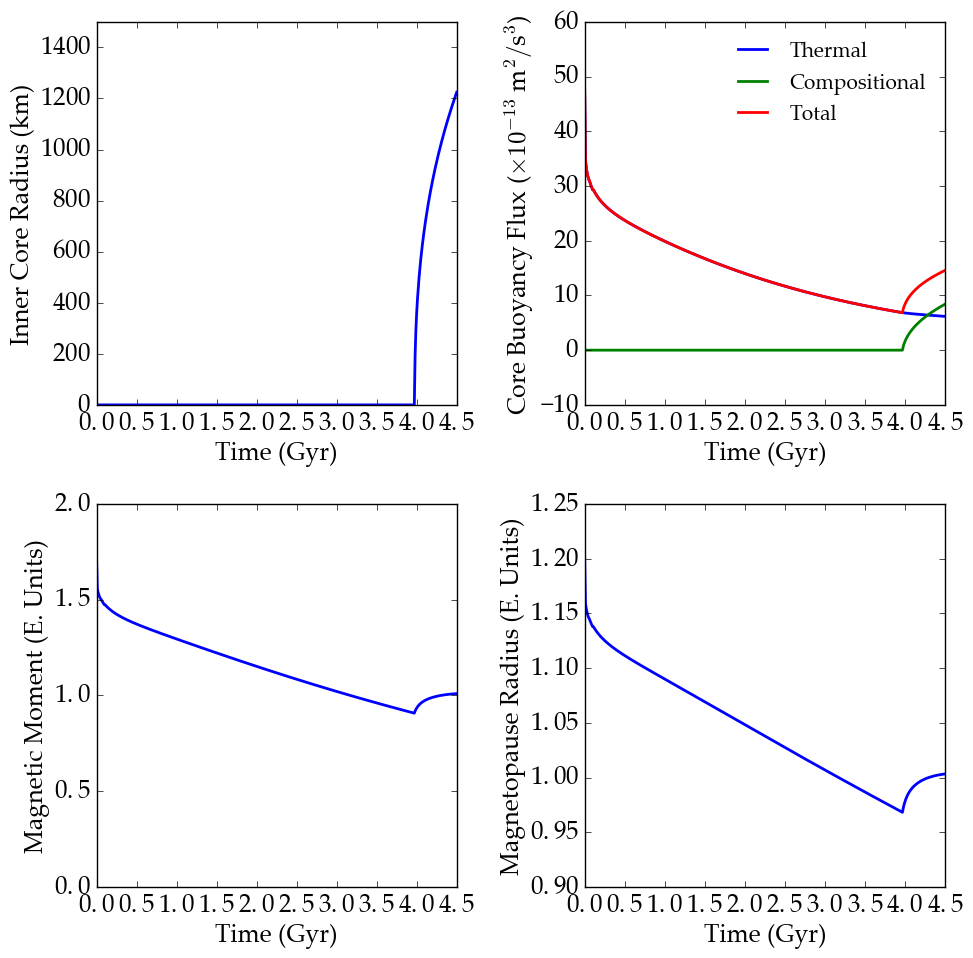 Inner Core Radius (km)
1400
1200
1000
800
600
400
200
0
0.0 0.5 1.0 1.5 2.0 2.5 3.0 3.5 4.0 4.5
Time (Gyr)
Core Buoyancy Flux (×10⁻¹³ m²/s³)
60
50
40
30
20
10
0
−10
Thermal
Compositional
Total
0.0 0.5 1.0 1.5 2.0 2.5 3.0 3.5 4.0 4.5
Time (Gyr)
Magnetic Moment (E. Units)
2.0
1.5
1.0
0.5
0.0
0.0 0.5 1.0 1.5 2.0 2.5 3.0 3.5 4.0 4.5
Time (Gyr)
Magnetopause Radius (E. Units)
1.25
1.20
1.15
1.10
1.05
1.00
0.95
0.90
0.0 0.5 1.0 1.5 2.0 2.5 3.0 3.5 4.0 4.5
Time (Gyr)